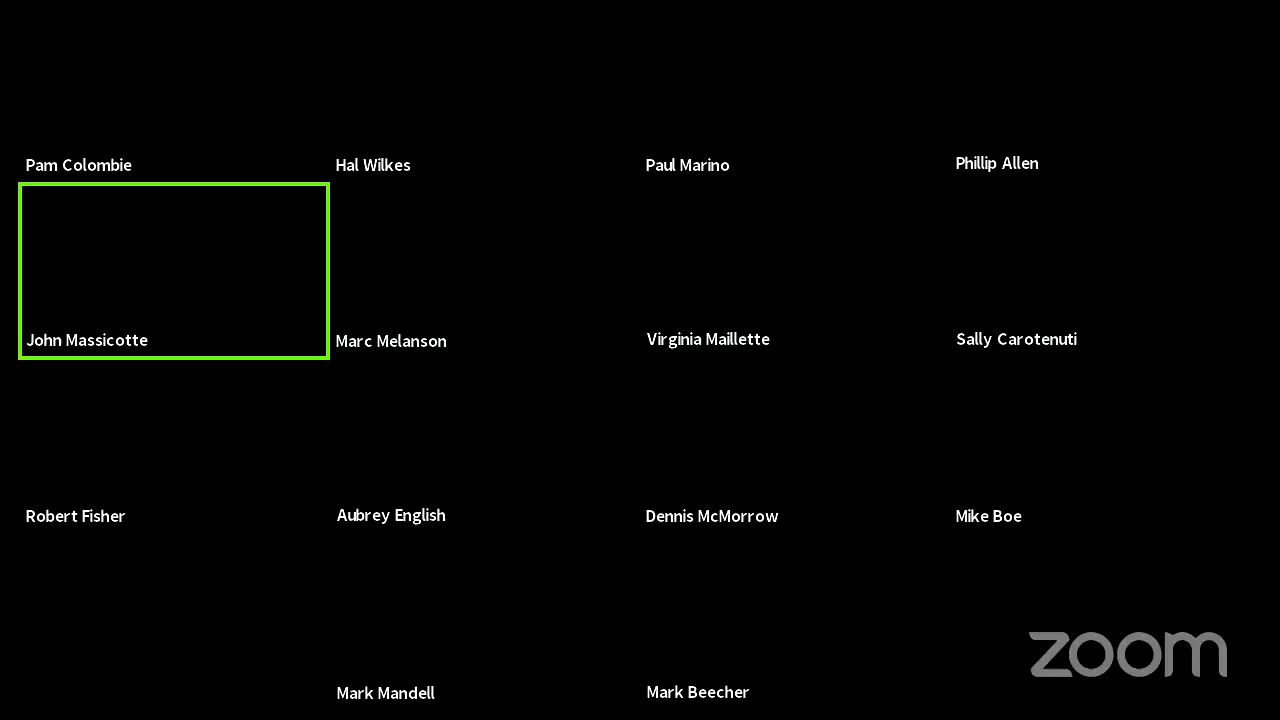 Pam Colombie
Hal Wilkes
Paul Marino
Phillip Allen
John Massicotte
Marc Melanson
Virginia Maillette
Sally Carotenuti
Robert Fisher
Aubrey English
Dennis McMorrow
Mike Boe
Mark Mandell
Mark Beecher
zoom